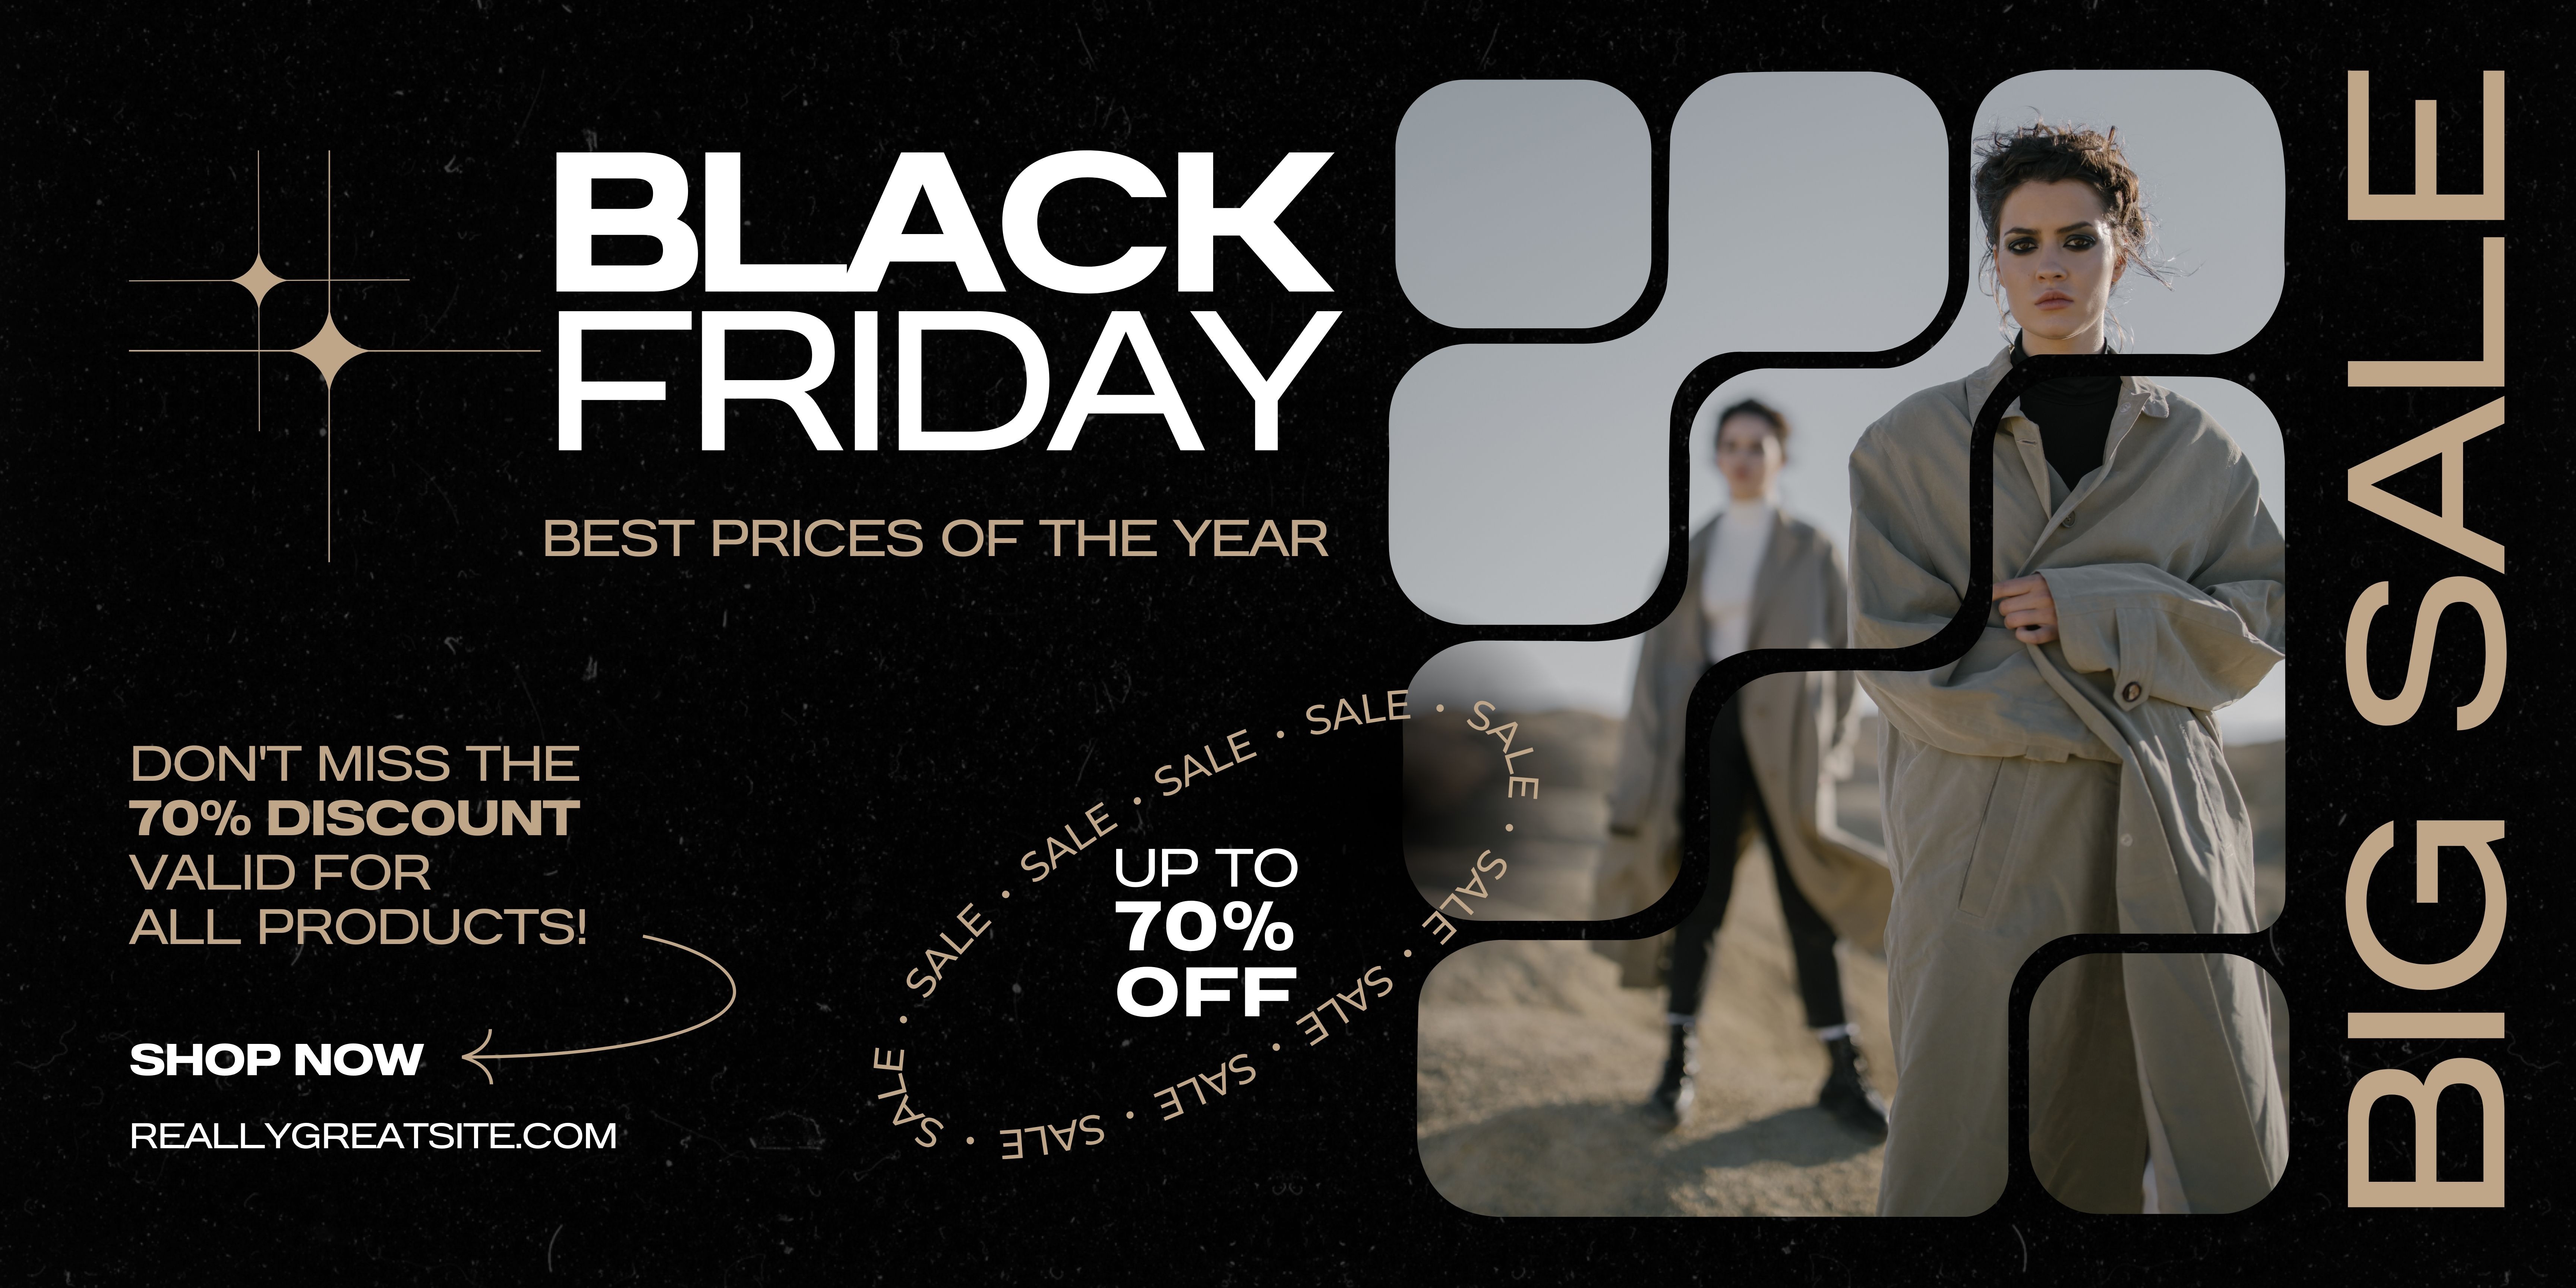 BLACK
FRIDAY
BEST PRICES OF THE YEAR
DON'T MISS THE
70% DISCOUNT
VALID FOR
ALL PRODUCTS!
SHOP NOW
REALLYGREATSITE.COM
SALE • SALE • SALE • SALE • SALE • SALE • SALE • SALE • SALE • SALE •
UP TO
70%
OFF
BIG SALE